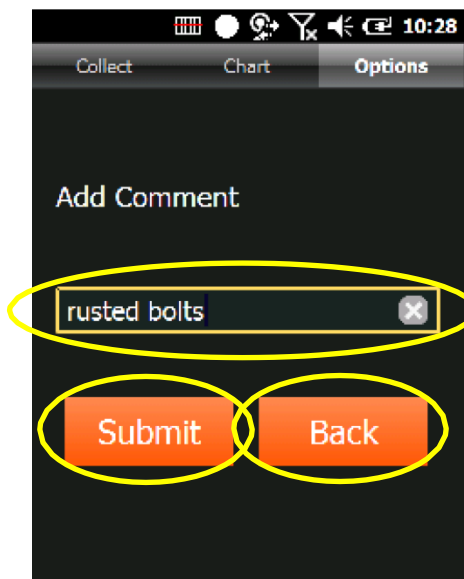 10:28
Collect Chart Options
Add Comment
rusted bolts
Submit Back